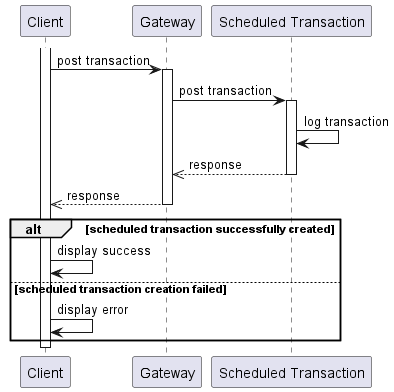 Client
Gateway
Scheduled Transaction
post transaction
post transaction
log transaction
response
response
alt
[scheduled transaction successfully created]
display success
[scheduled transaction creation failed]
display error
Client
Gateway
Scheduled Transaction